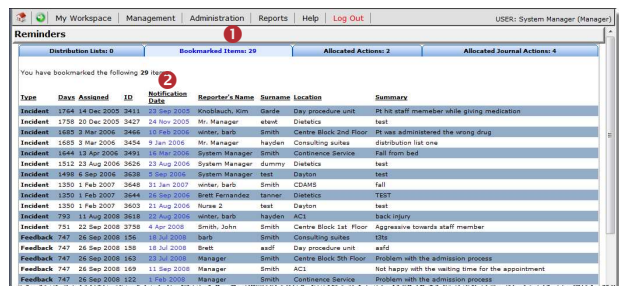 My Workspace | Management | Administration | Reports | Help | Log Out | USER: System Manager (Manager)
1
Reminders
Distribution Lists: 0 Bookmarked Items: 29 Allocated Actions: 2 Allocated Journal Actions: 4
You have bookmarked the following 29 items
2
Type Days Assigned ID Notification Date Reporter's Name Surname Location Summary
Incident 1764 14 Dec 2005 3411 23 Sep 2005 Knoblauch, Kim Garde Day procedure unit Pt hit staff memeber while giving medication
Incident 1758 20 Dec 2005 3427 24 Nov 2005 Mr. Manager etewt Dietetics test
Incident 1685 3 Mar 2006 3466 10 Feb 2006 winter, barb Smith Centre Block 2nd Floor Pt was administered the wrong drug
Incident 1685 3 Mar 2006 3454 9 Jan 2006 Mr. Manager hayden Consulting suites distribution list one
Incident 1644 13 Apr 2006 3491 16 Mar 2006 System Manager Smith Continence Service Fall from bed
Incident 1512 23 Aug 2006 3626 23 Aug 2006 System Manager dummy Dietetics test
Incident 1498 6 Sep 2006 3638 5 Sep 2006 System Manager test Dayton test
Incident 1350 1 Feb 2007 3648 31 Jan 2007 winter, barb Smith CDAMS fall
Incident 1350 1 Feb 2007 3644 26 Sep 2006 Brett Fernandez tanner Dietetics TEST
Incident 1350 1 Feb 2007 3603 21 Aug 2006 Nurse 2 test Dayton test
Incident 793 11 Aug 2008 3618 22 Aug 2006 winter, barb hayden AC1 back injury
Incident 751 22 Sep 2008 3758 4 Apr 2008 Smith, John Smith Centre Block 1st Floor Aggressive towards staff member
Feedback 747 26 Sep 2008 156 18 Jul 2008 barb Smith Consulting suites t3ts
Feedback 747 26 Sep 2008 158 18 Jul 2008 Brett asdf Day procedure unit asfd
Feedback 747 26 Sep 2008 163 23 Jul 2008 Manager Smith Centre Block 5th Floor Problem with the admission process
Feedback 747 26 Sep 2008 169 11 Sep 2008 Manager Smith AC1 Not happy with the waiting time for the appointment
Feedback 747 26 Sep 2008 122 1 Feb 2008 Manager Smith Continence Service Problem with the admission process